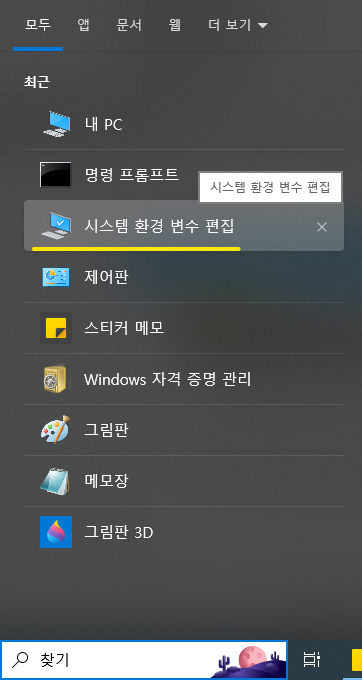 모두 앱 문서 웹 더 보기
최근
내 PC
명령 프롬프트
시스템 환경 변수 편집
시스템 환경 변수 편집
제어판
스티커 메모
Windows 자격 증명 관리
그림판
메모장
그림판 3D
찾기